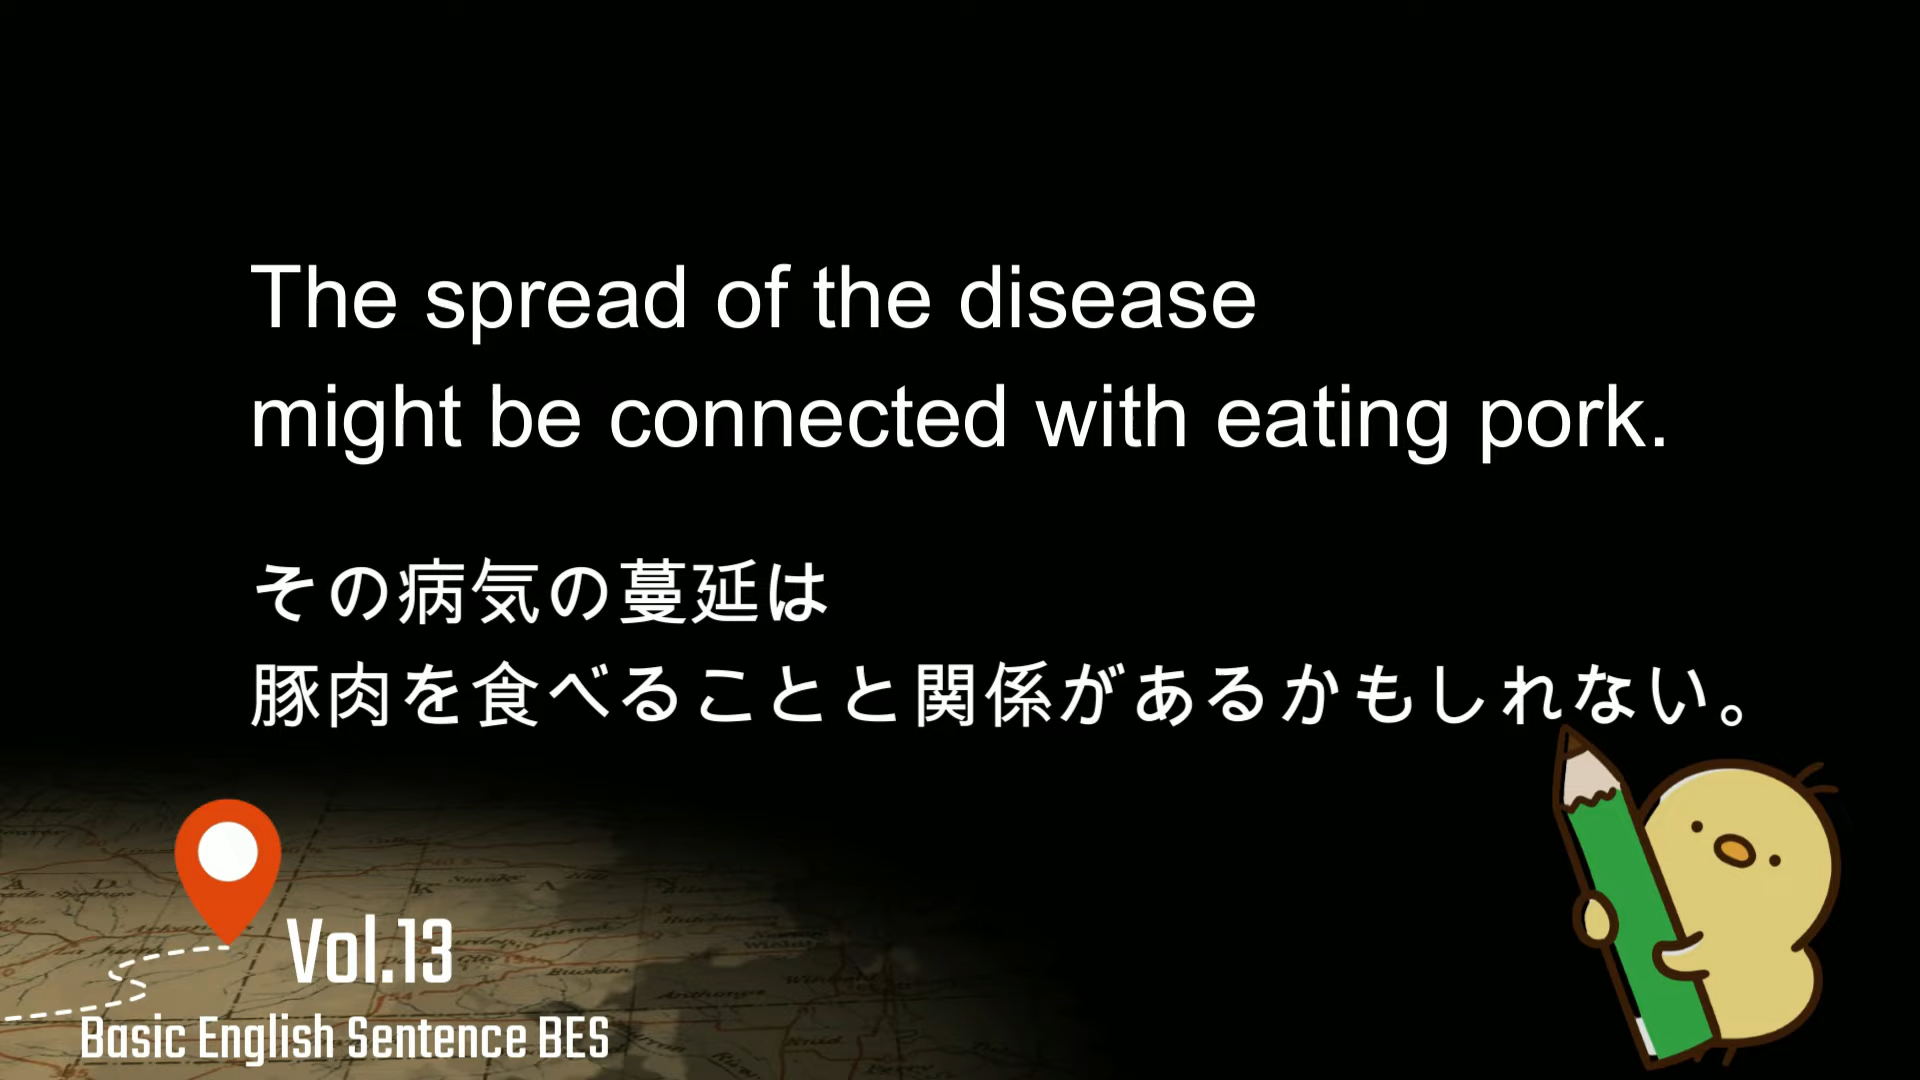 The spread of the disease
might be connected with eating pork.
その病気の蔓延は
豚肉を食べることと関係があるかもしれない。
Vol.13
Basic English Sentence BES